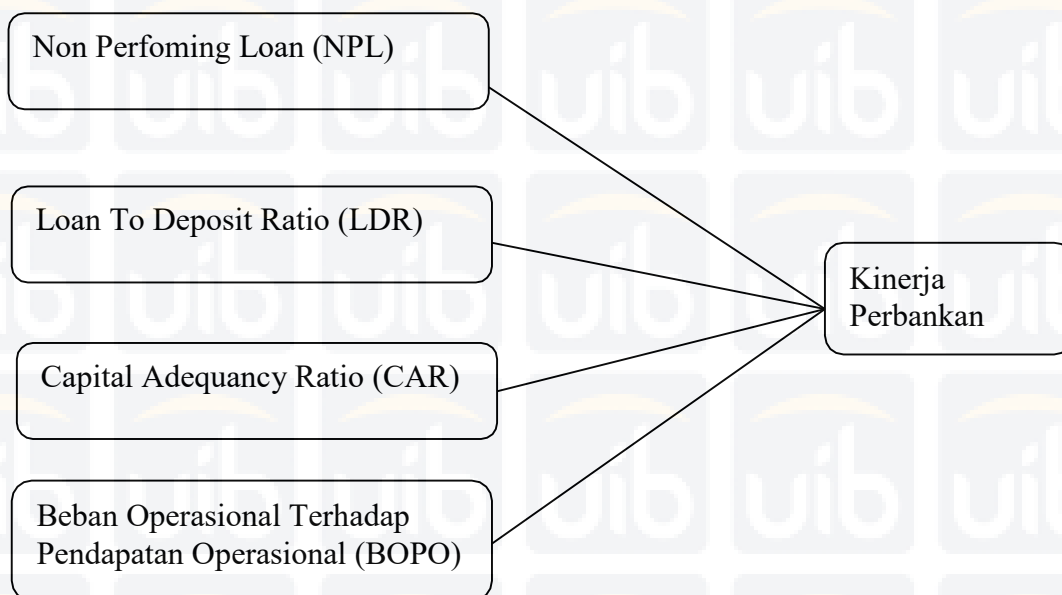 Non Perfoming Loan (NPL)
Loan To Deposit Ratio (LDR)
Kinerja
Perbankan
Capital Adequancy Ratio (CAR)
Beban Operasional Terhadap
Pendapatan Operasional (BOPO)
uib